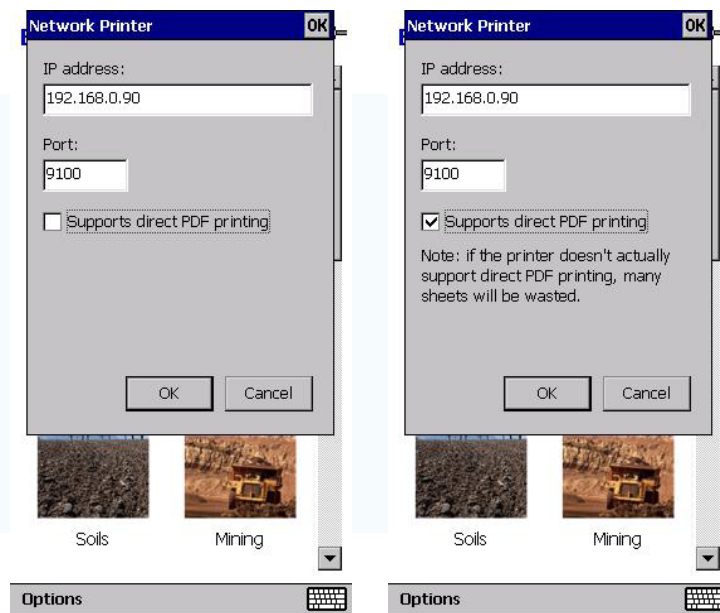 Network Printer OK
IP address:
192.168.0.90
Port:
9100
Supports direct PDF printing
OK Cancel
Soils Mining
Options
Network Printer OK
IP address:
192.168.0.90
Port:
9100
Supports direct PDF printing
Note: if the printer doesn't actually
support direct PDF printing, many
sheets will be wasted.
OK Cancel
Soils Mining
Options